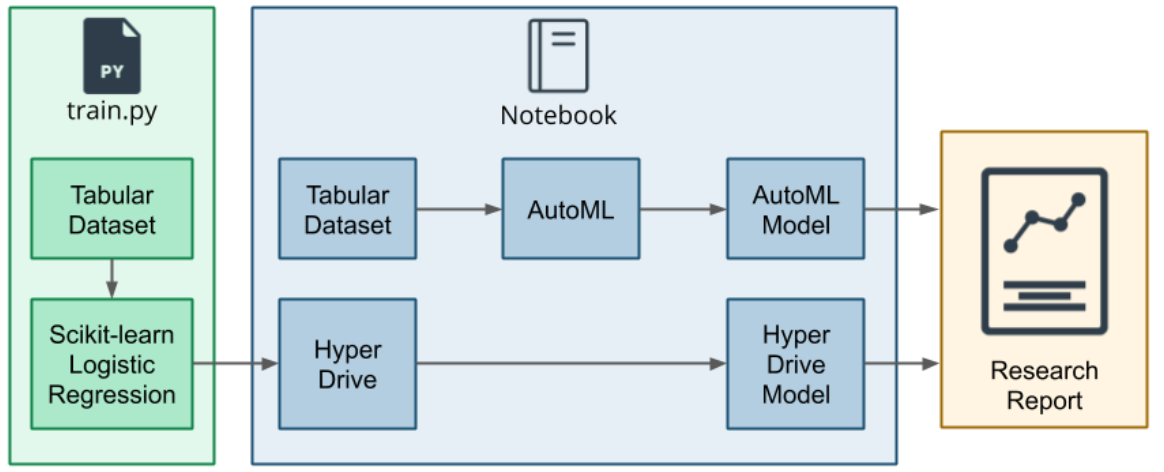 PY
train.py
Tabular
Dataset
Scikit-learn
Logistic
Regression
Notebook
Tabular
Dataset
AutoML
AutoML
Model
Hyper
Drive
Hyper
Drive
Model
Research
Report